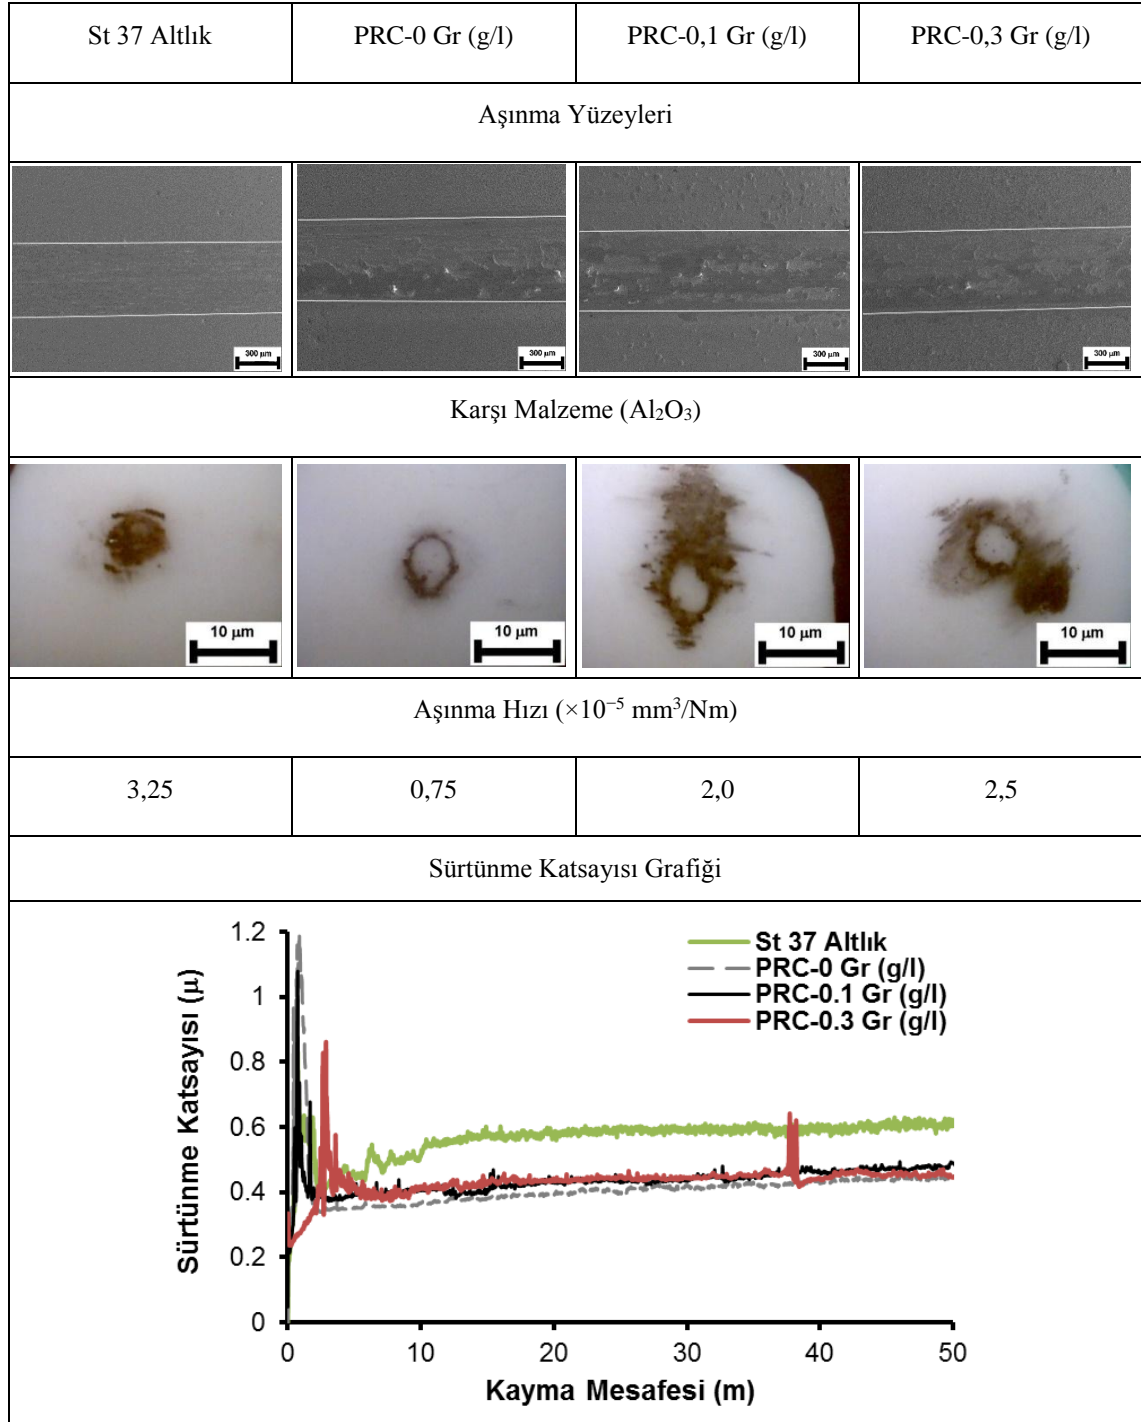 St 37 Altlık
PRC-0 Gr (g/l)
PRC-0,1 Gr (g/l)
PRC-0,3 Gr (g/l)
Aşınma Yüzeyleri
300 µm
300 µm
300 µm
300 µm
Karşı Malzeme (Al₂O₃)
10 µm
10 µm
10 µm
10 µm
Aşınma Hızı (×10⁻⁵ mm³/Nm)
3,25
0,75
2,0
2,5
Sürtünme Katsayısı Grafiği
Sürtünme Katsayısı (µ)
1.2
1
0.8
0.6
0.4
0.2
0
St 37 Altlık
PRC-0 Gr (g/l)
PRC-0.1 Gr (g/l)
PRC-0.3 Gr (g/l)
0
10
20
30
40
50
Kayma Mesafesi (m)